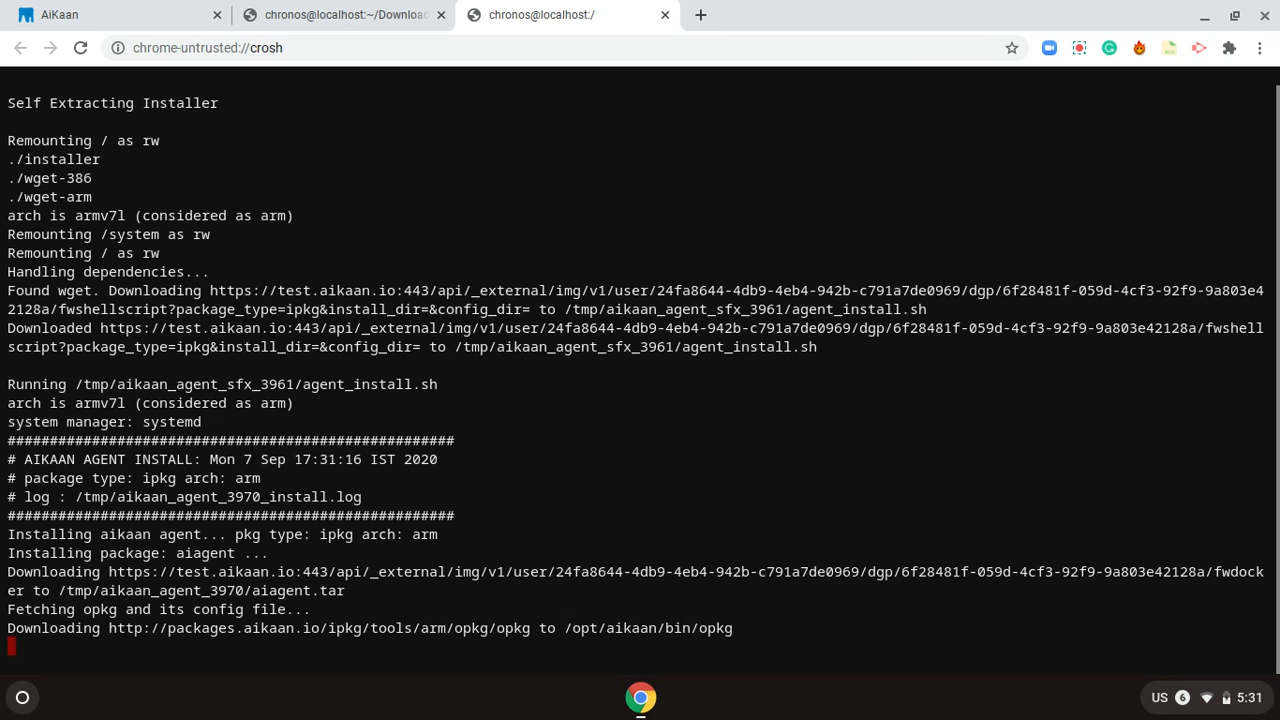 AiKaan
chronos@localhost:~/Downloa
chronos@localhost:/
chrome-untrusted://crosh
Self Extracting Installer
Remounting / as rw
./installer
./wget-386
./wget-arm
arch is armv7l (considered as arm)
Remounting /system as rw
Remounting / as rw
Handling dependencies...
Found wget. Downloading https://test.aikaan.io:443/api/_external/img/v1/user/24fa8644-4db9-4eb4-942b-c791a7de0969/dgp/6f28481f-059d-4cf3-92f9-9a803e4
2128a/fwshellscript?package_type=ipkg&install_dir=&config_dir= to /tmp/aikaan_agent_sfx_3961/agent_install.sh
Downloaded https://test.aikaan.io:443/api/_external/img/v1/user/24fa8644-4db9-4eb4-942b-c791a7de0969/dgp/6f28481f-059d-4cf3-92f9-9a803e42128a/fwshell
script?package_type=ipkg&install_dir=&config_dir= to /tmp/aikaan_agent_sfx_3961/agent_install.sh
Running /tmp/aikaan_agent_sfx_3961/agent_install.sh
arch is armv7l (considered as arm)
system manager: systemd
#####################################################
# AIKAAN AGENT INSTALL: Mon 7 Sep 17:31:16 IST 2020
# package type: ipkg arch: arm
# log : /tmp/aikaan_agent_3970_install.log
#####################################################
Installing aikaan agent... pkg type: ipkg arch: arm
Installing package: aiagent ...
Downloading https://test.aikaan.io:443/api/_external/img/v1/user/24fa8644-4db9-4eb4-942b-c791a7de0969/dgp/6f28481f-059d-4cf3-92f9-9a803e42128a/fwdock
er to /tmp/aikaan_agent_3970/aiagent.tar
Fetching opkg and its config file...
Downloading http://packages.aikaan.io/ipkg/tools/arm/opkg/opkg to /opt/aikaan/bin/opkg
US 6 5:31